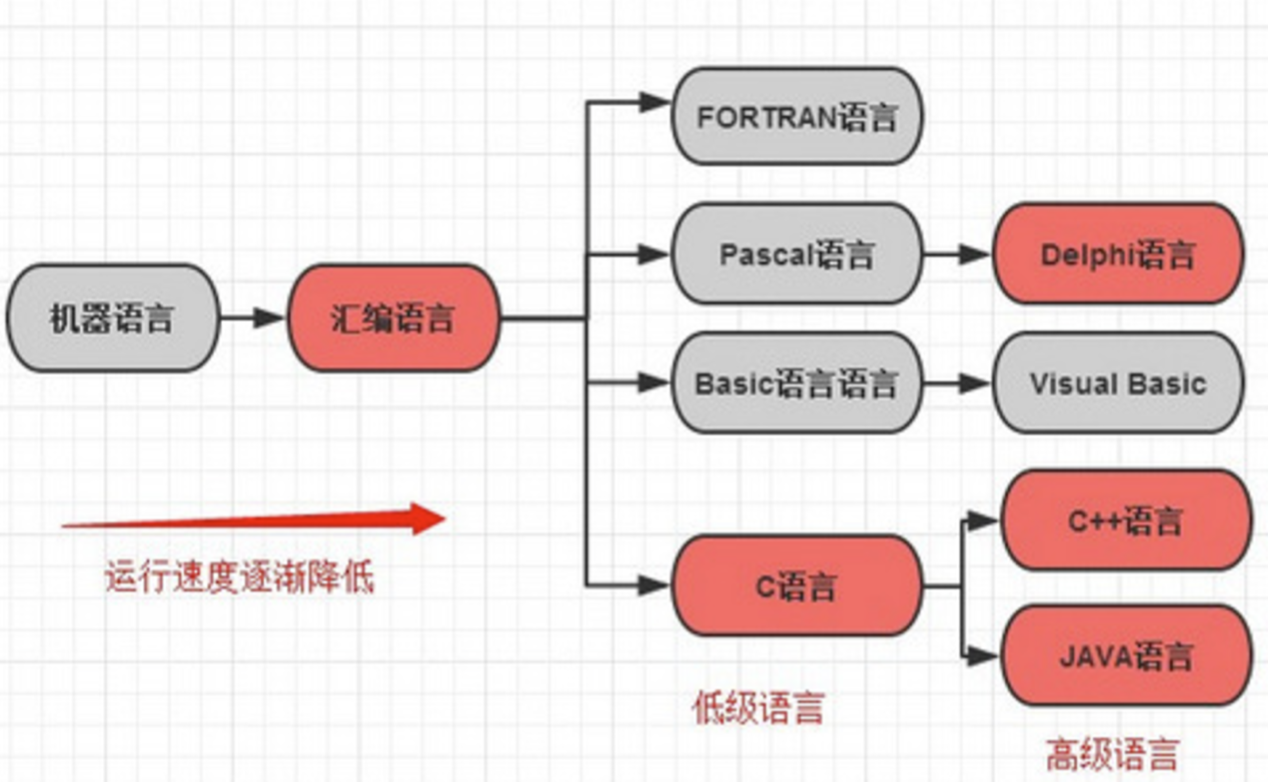 FORTRAN语言
Pascal语言
Delphi语言
机器语言
汇编语言
Basic语言语言
Visual Basic
C++语言
运行速度逐渐降低
C语言
JAVA语言
低级语言
高级语言